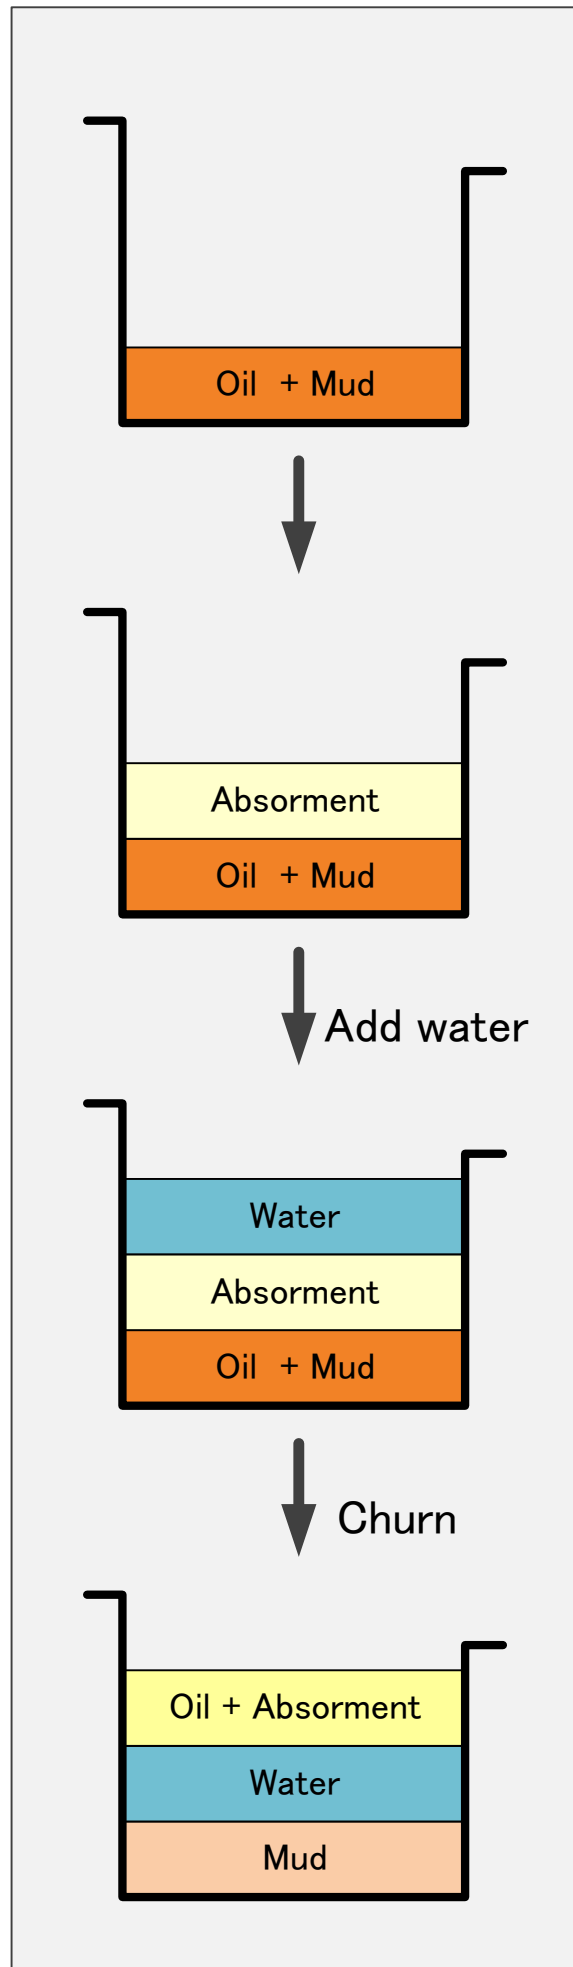 Oil + Mud
Absorment
Oil + Mud
Add water
Water
Absorment
Oil + Mud
Churn
Oil + Absorment
Water
Mud